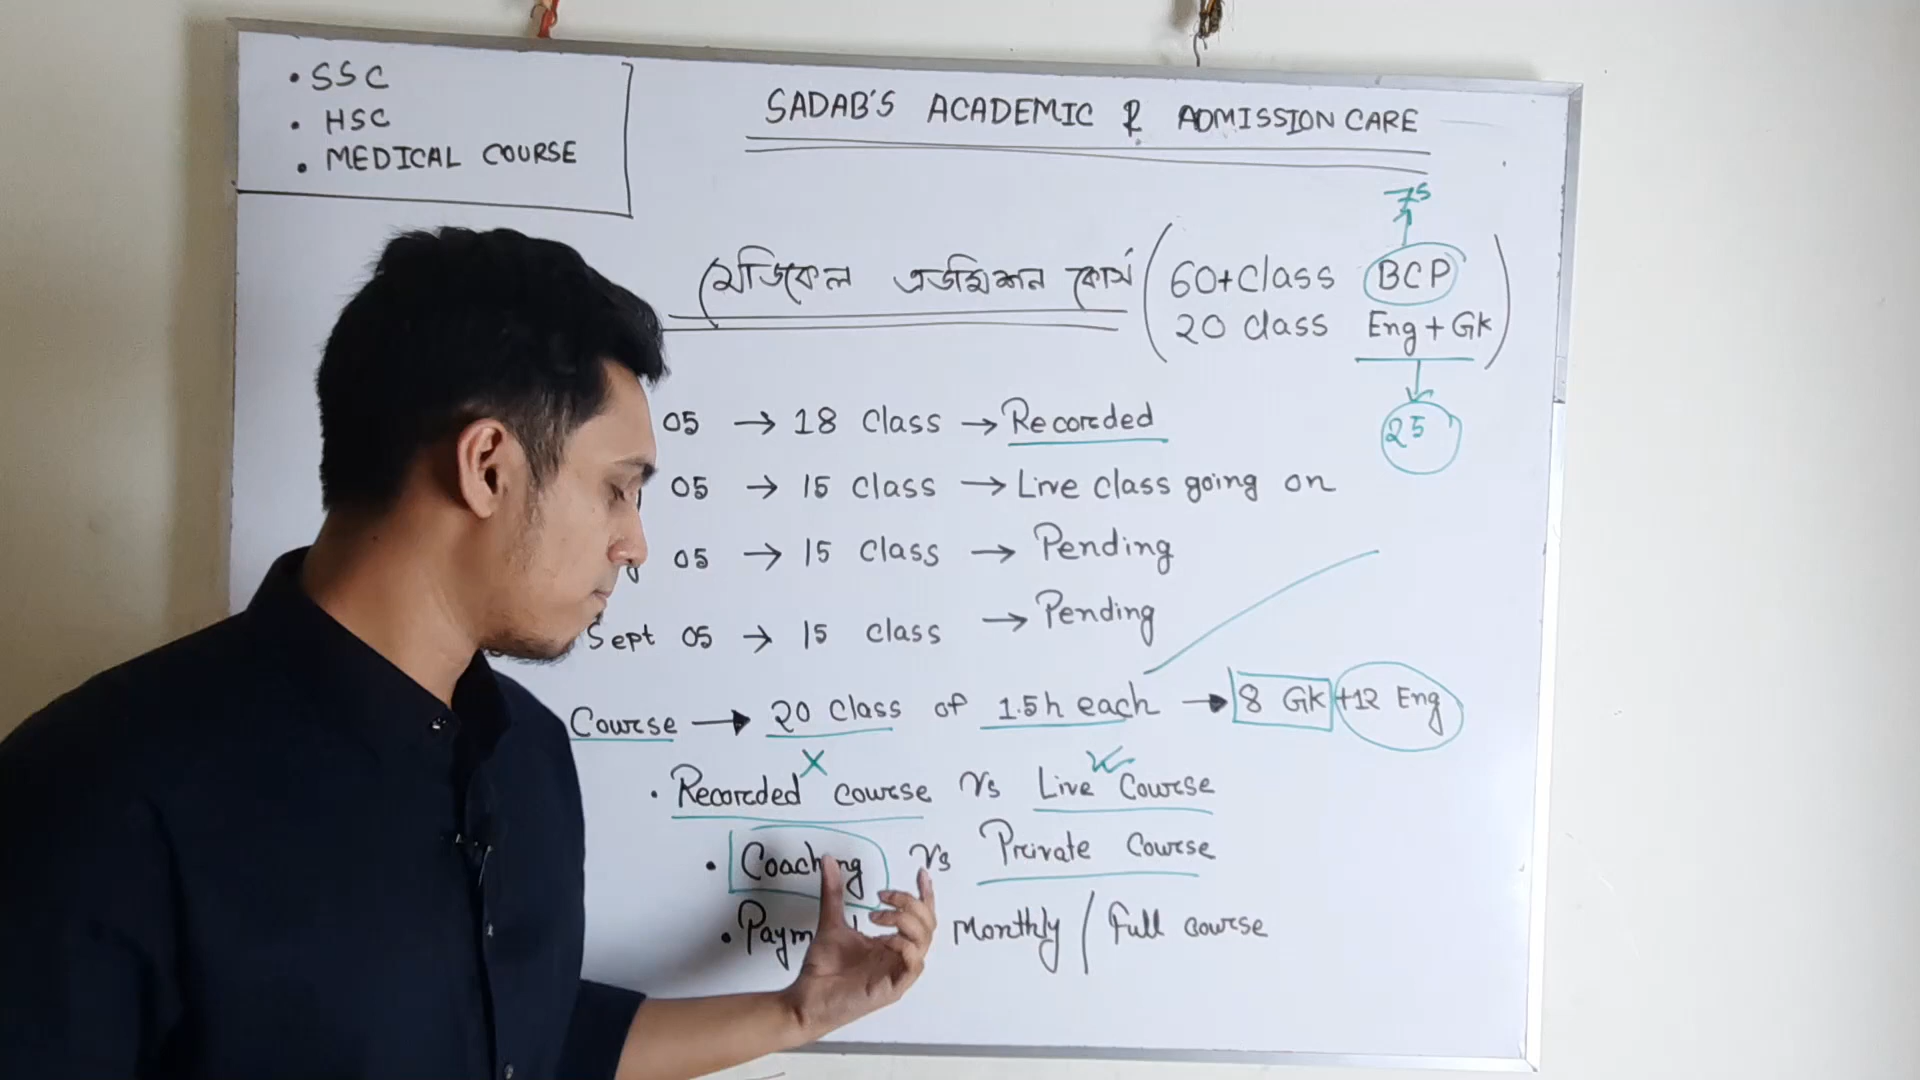 • SSC
• HSC
• MEDICAL COURSE
SADAB'S ACADEMIC & ADMISSION CARE
75
মেডিকেল এডমিশন কোর্স (60+Class BCP
20 class Eng + Gk)
25
05 → 18 Class → Recorded
05 → 15 Class → Live class going on
05 → 15 Class → Pending
Sept 05 → 15 class → Pending
Course → 20 Class of 1.5h each → 8 Gk +12 Eng
• Recorded course Vs Live Course
• Coaching Vs Private Course
• Monthly / Full course